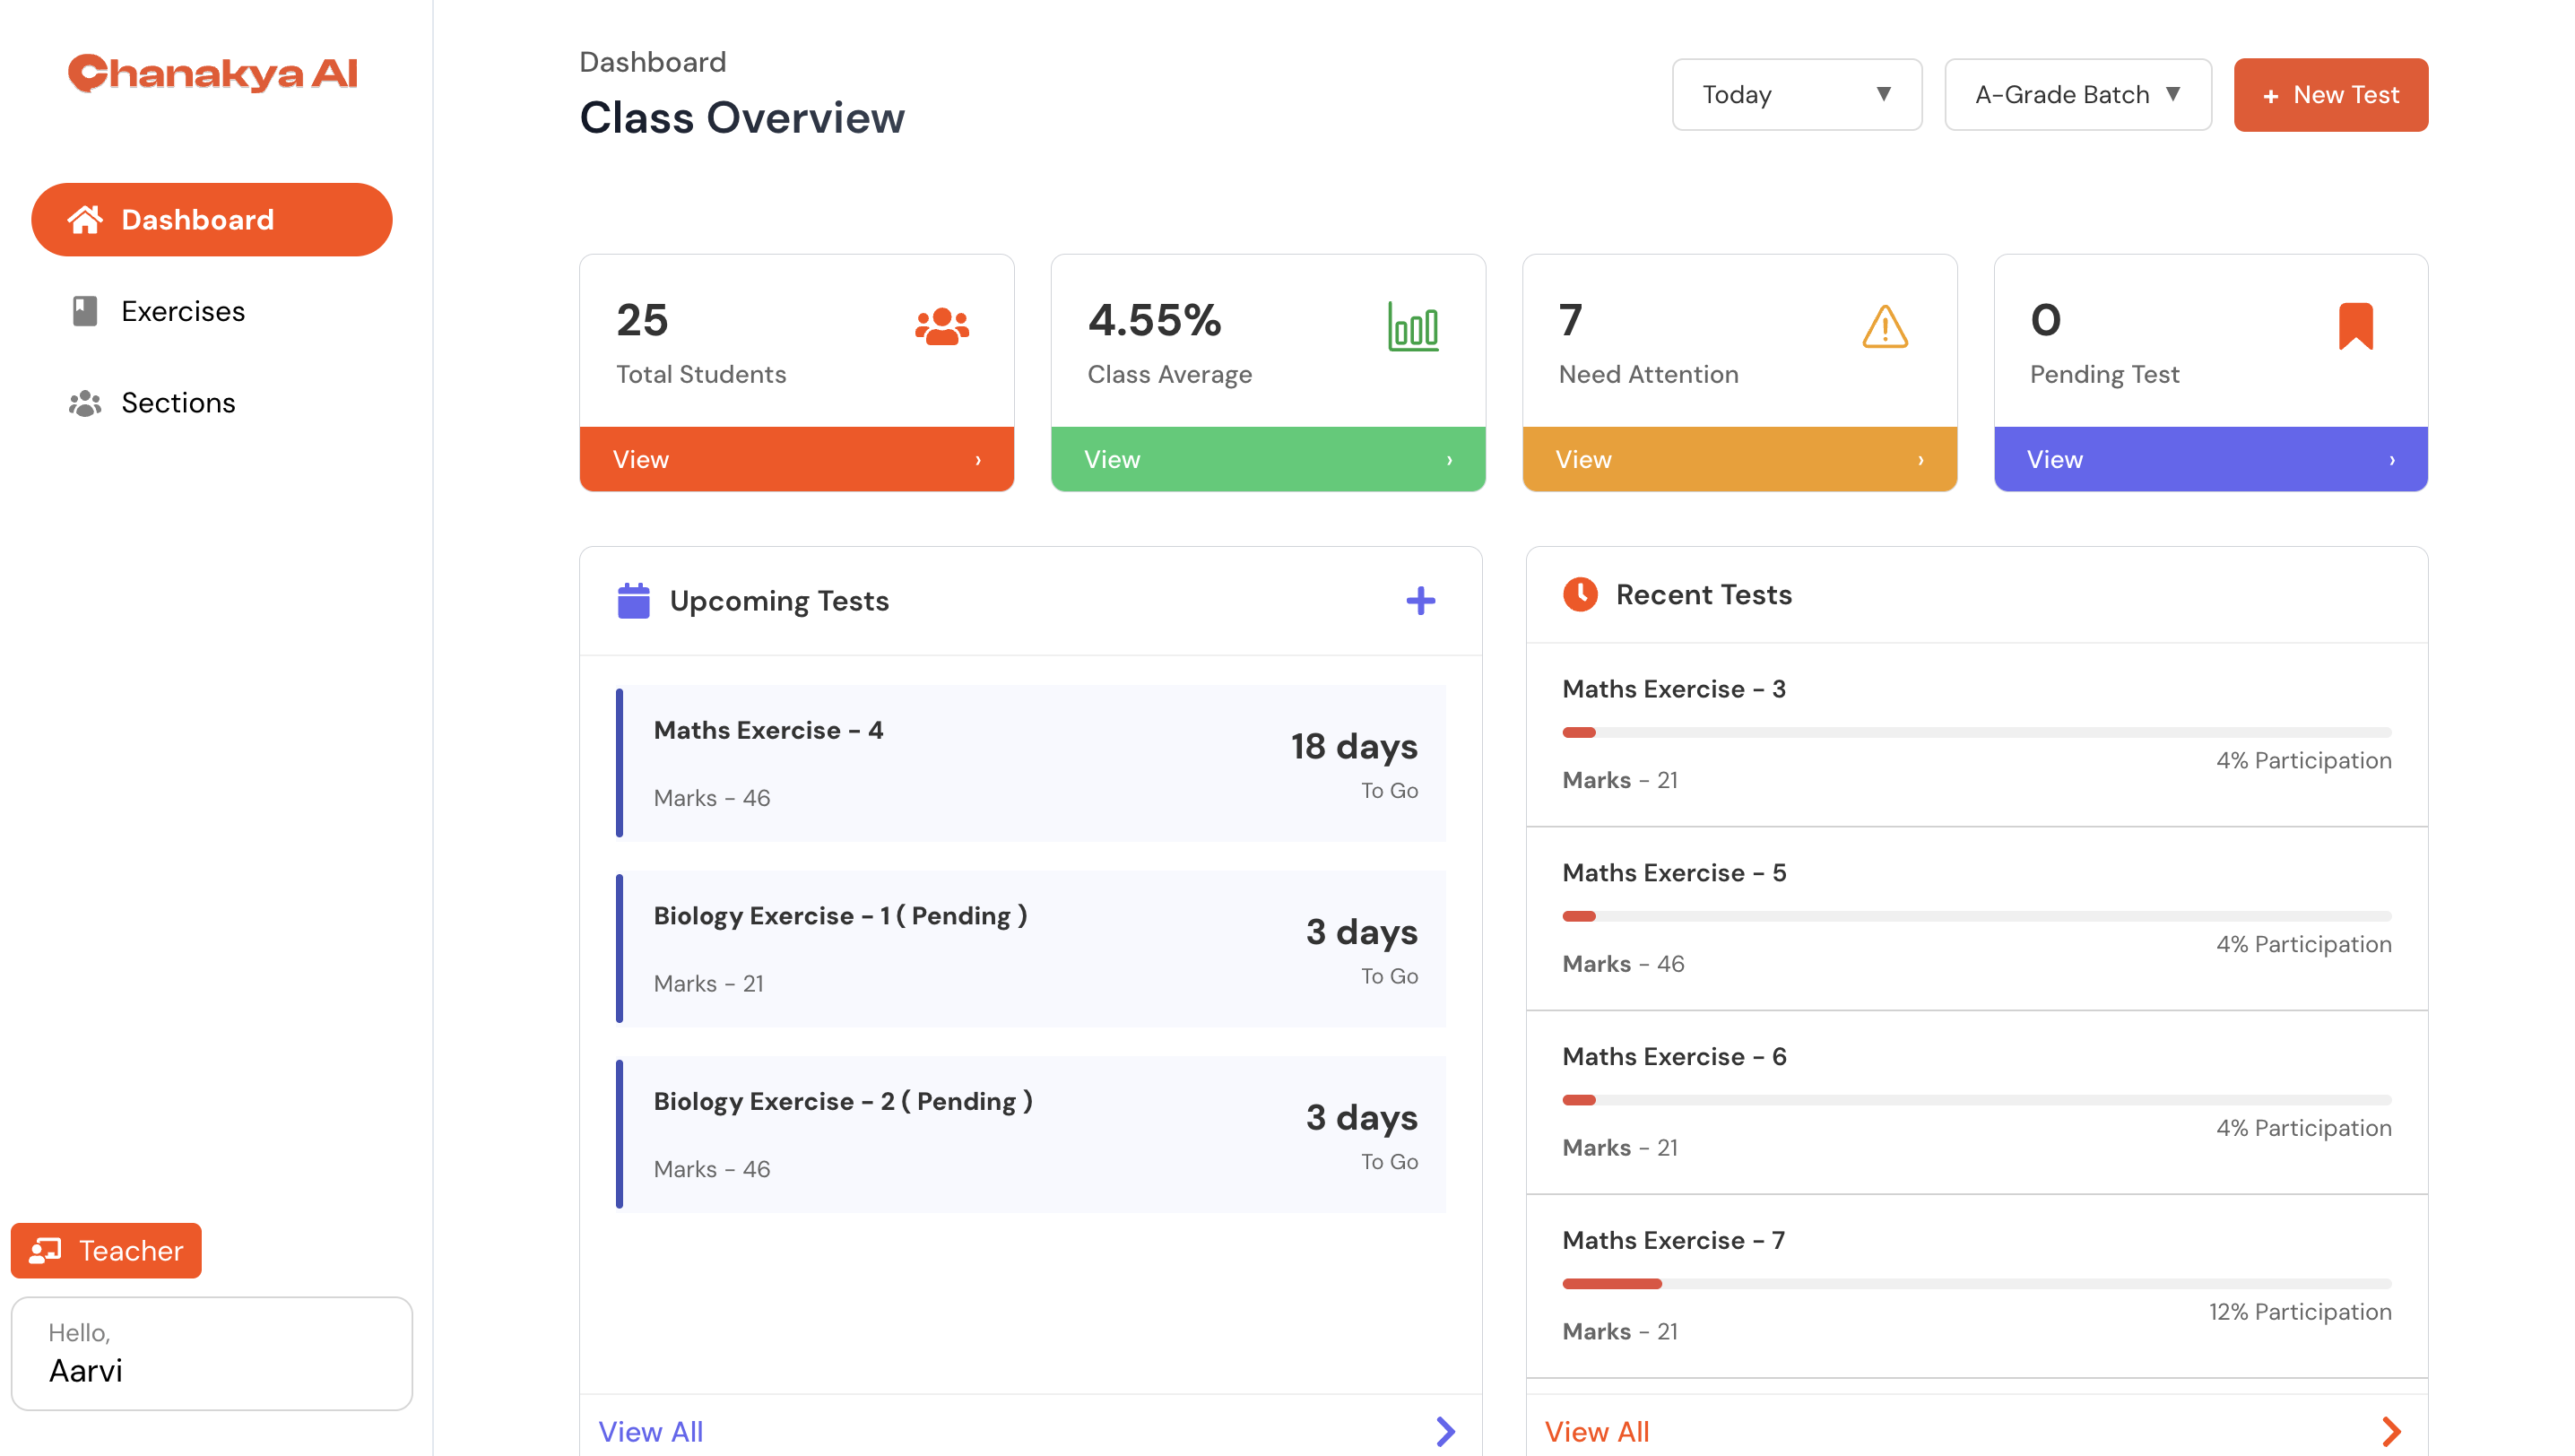 Chanakya AI
Dashboard
Exercises
Sections
Teacher
Hello,
Aarvi
Dashboard
Class Overview
Today ▼
A-Grade Batch ▼
+ New Test
25
Total Students
View ›
4.55%
Class Average
View ›
7
Need Attention
View ›
0
Pending Test
View ›
Upcoming Tests
Maths Exercise - 4
Marks - 46
18 days
To Go
Biology Exercise - 1 ( Pending )
Marks - 21
3 days
To Go
Biology Exercise - 2 ( Pending )
Marks - 46
3 days
To Go
View All
Recent Tests
Maths Exercise - 3
4% Participation
Marks - 21
Maths Exercise - 5
4% Participation
Marks - 46
Maths Exercise - 6
4% Participation
Marks - 21
Maths Exercise - 7
12% Participation
Marks - 21
View All